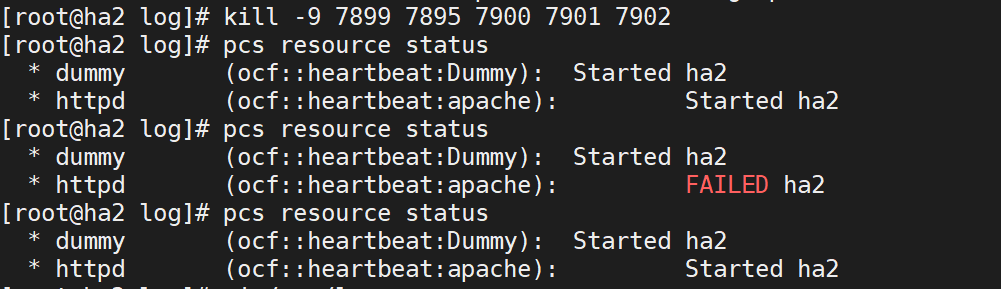 [root@ha2 log]# kill -9 7899 7895 7900 7901 7902
[root@ha2 log]# pcs resource status
  * dummy       (ocf::heartbeat:Dummy):  Started ha2
  * httpd       (ocf::heartbeat:apache):         Started ha2
[root@ha2 log]# pcs resource status
  * dummy       (ocf::heartbeat:Dummy):  Started ha2
  * httpd       (ocf::heartbeat:apache):         FAILED ha2
[root@ha2 log]# pcs resource status
  * dummy       (ocf::heartbeat:Dummy):  Started ha2
  * httpd       (ocf::heartbeat:apache):         Started ha2